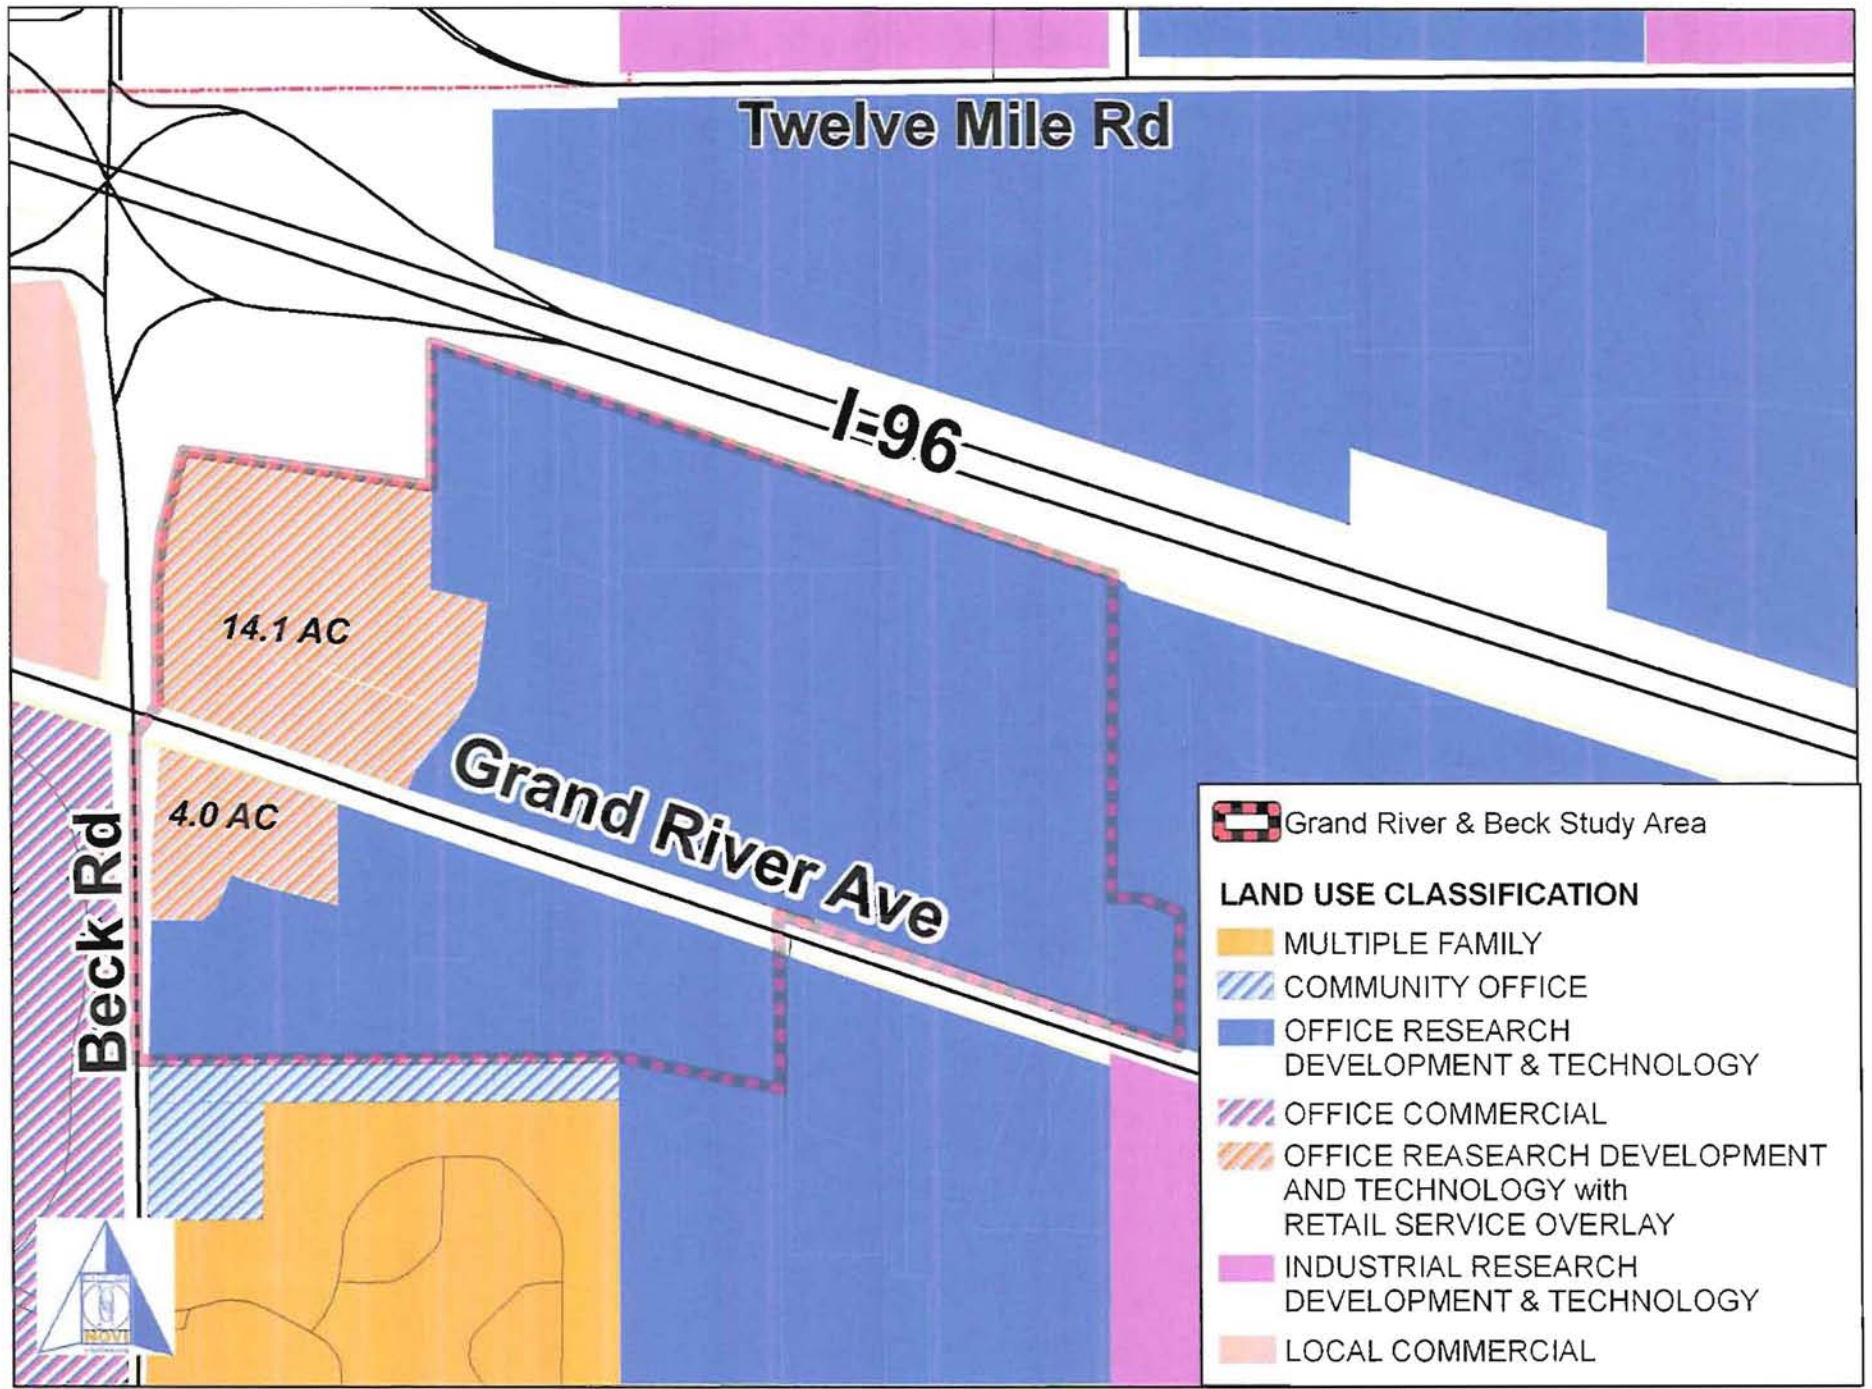 Twelve Mile Rd
I-96
14.1 AC
Grand River Ave
4.0 AC
Beck Rd
Grand River & Beck Study Area
LAND USE CLASSIFICATION
MULTIPLE FAMILY
COMMUNITY OFFICE
OFFICE RESEARCH
DEVELOPMENT & TECHNOLOGY
OFFICE COMMERCIAL
OFFICE REASEARCH DEVELOPMENT
AND TECHNOLOGY with
RETAIL SERVICE OVERLAY
INDUSTRIAL RESEARCH
DEVELOPMENT & TECHNOLOGY
LOCAL COMMERCIAL
NOVI